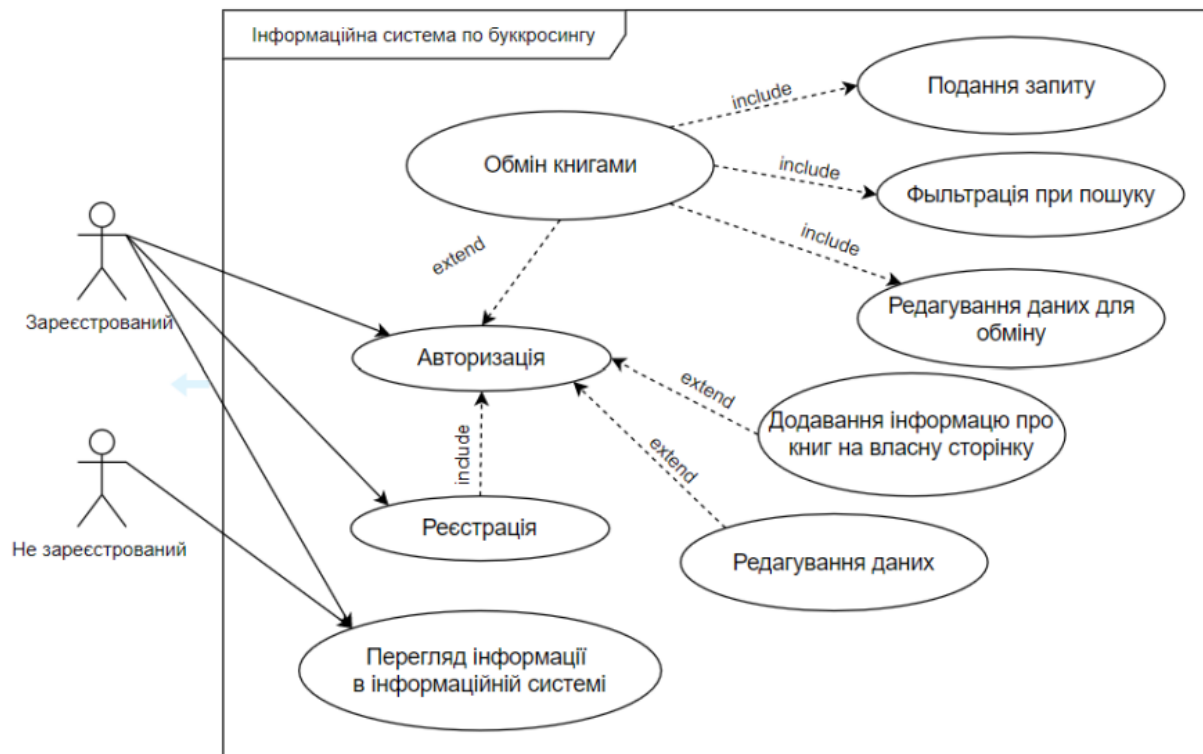 Інформаційна система по буккросингу
Подання запиту
include
Обмін книгами
include
Фыльтрація при пошуку
include
extend
Редагування даних для
обміну
Зареєстрований
Авторизація
extend
Додавання інформацю про
книг на власну сторінку
include
extend
Реєстрація
Не зареєстрований
Редагування даних
Перегляд інформації
в інформаційній системі